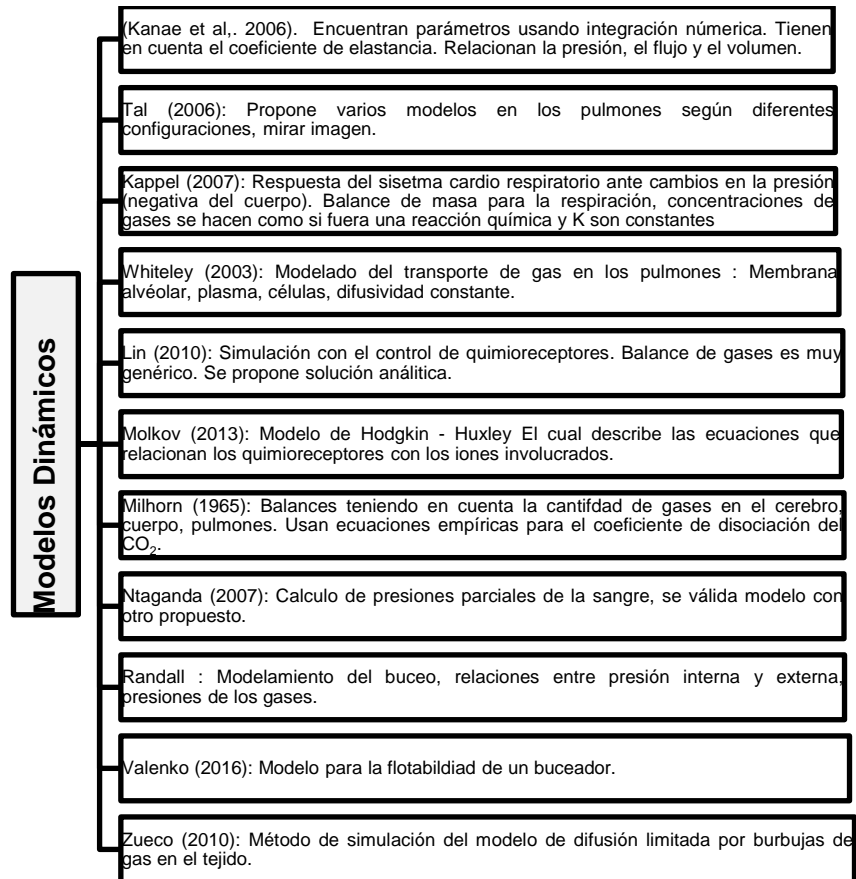 Modelos Dinámicos
(Kanae et al,. 2006). Encuentran parámetros usando integración númerica. Tienen
en cuenta el coeficiente de elastancia. Relacionan la presión, el flujo y el volumen.
Tal (2006): Propone varios modelos en los pulmones según diferentes
configuraciones, mirar imagen.
Kappel (2007): Respuesta del sisetma cardio respiratorio ante cambios en la presión
(negativa del cuerpo). Balance de masa para la respiración, concentraciones de
gases se hacen como si fuera una reacción química y K son constantes
Whiteley (2003): Modelado del transporte de gas en los pulmones : Membrana
alvéolar, plasma, células, difusividad constante.
Lin (2010): Simulación con el control de quimioreceptores. Balance de gases es muy
genérico. Se propone solución análitica.
Molkov (2013): Modelo de Hodgkin - Huxley El cual describe las ecuaciones que
relacionan los quimioreceptores con los iones involucrados.
Milhorn (1965): Balances teniendo en cuenta la cantifdad de gases en el cerebro,
cuerpo, pulmones. Usan ecuaciones empíricas para el coeficiente de disociación del
CO₂.
Ntaganda (2007): Calculo de presiones parciales de la sangre, se válida modelo con
otro propuesto.
Randall : Modelamiento del buceo, relaciones entre presión interna y externa,
presiones de los gases.
Valenko (2016): Modelo para la flotabildiad de un buceador.
Zueco (2010): Método de simulación del modelo de difusión limitada por burbujas de
gas en el tejido.